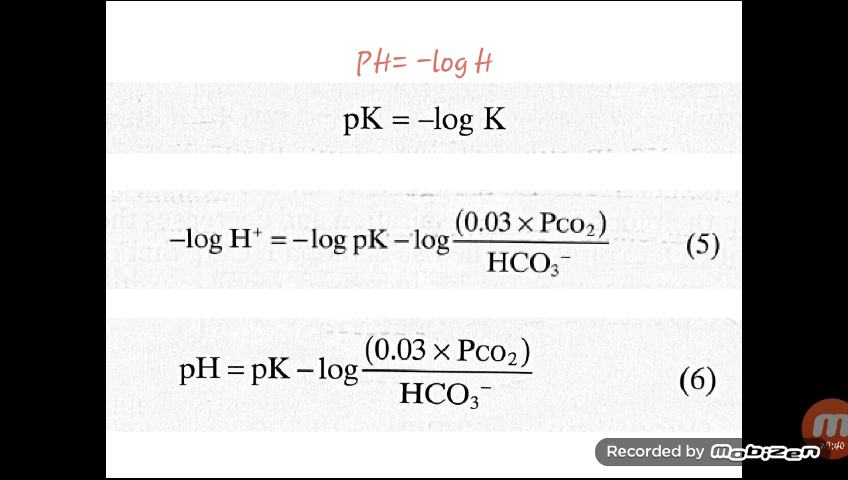 PH= -log H
pK = –log K
–log H⁺ = –log pK –log (0.03 × Pco₂) / HCO₃⁻ (5)
pH = pK – log (0.03 × Pco₂) / HCO₃⁻ (6)
Recorded by mobizen